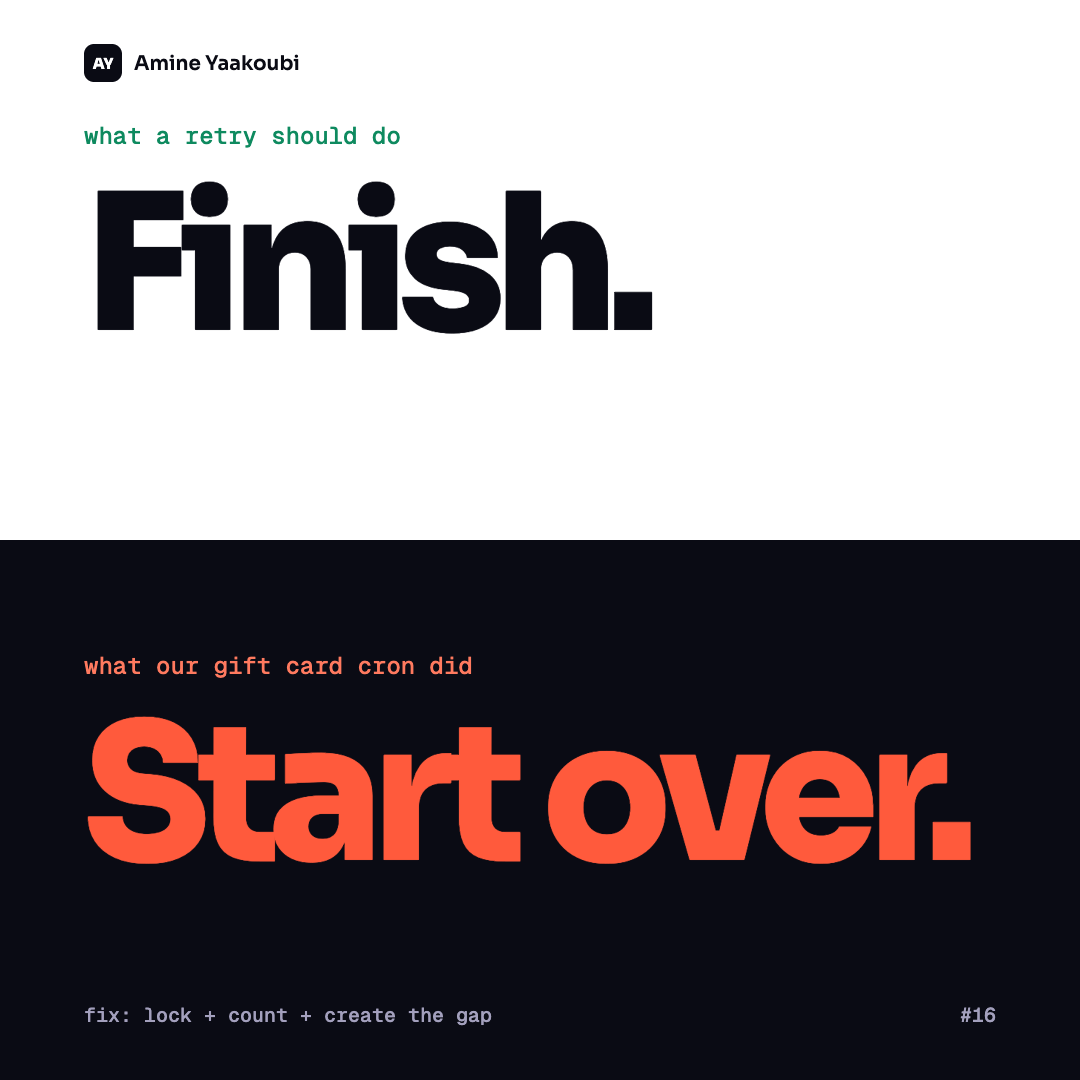 AY Amine Yaakoubi
what a retry should do
Finish.
what our gift card cron did
Start over.
fix: lock + count + create the gap #16